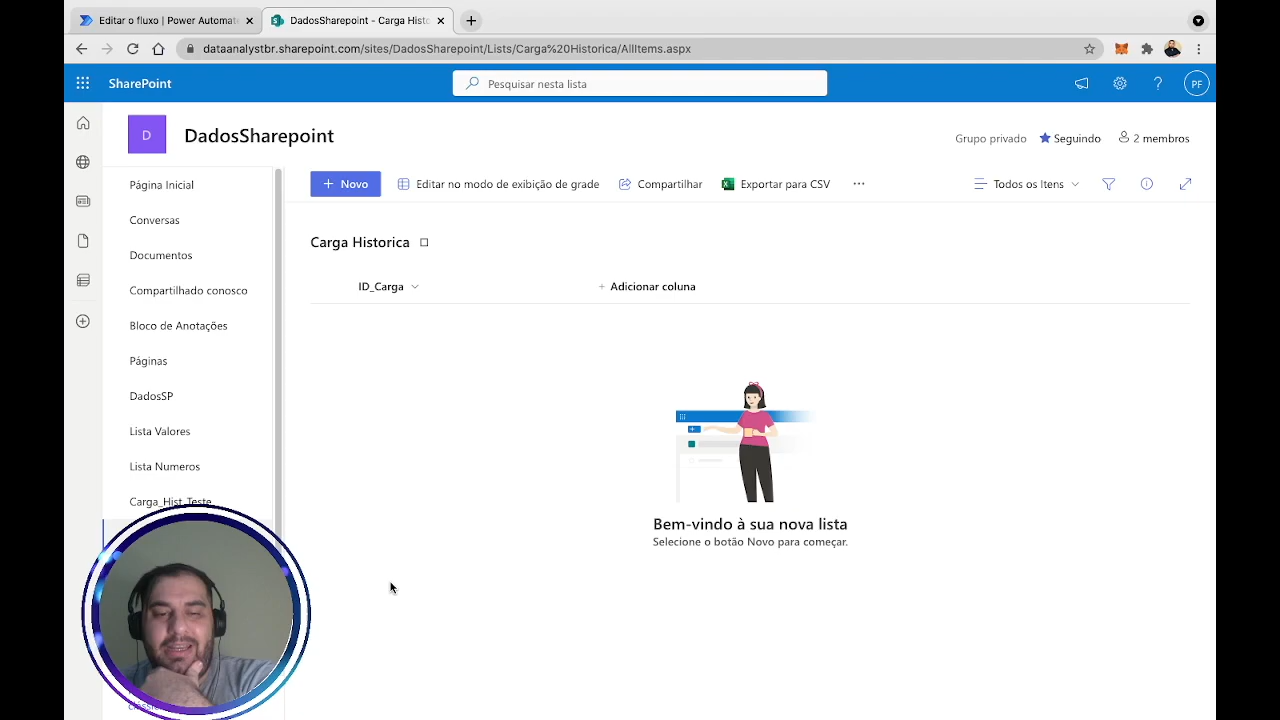 Editar o fluxo | Power Automat
DadosSharepoint - Carga Histo
dataanalystbr.sharepoint.com/sites/DadosSharepoint/Lists/Carga%20Historica/AllItems.aspx
SharePoint
Pesquisar nesta lista
PF
D
DadosSharepoint
Grupo privado
Seguindo
2 membros
Página Inicial
Conversas
Documentos
Compartilhado conosco
Bloco de Anotações
Páginas
DadosSP
Lista Valores
Lista Numeros
Carga_Hist_Teste
Novo
Editar no modo de exibição de grade
Compartilhar
Exportar para CSV
Todos os Itens
Carga Historica
ID_Carga
Adicionar coluna
Bem-vindo à sua nova lista
Selecione o botão Novo para começar.